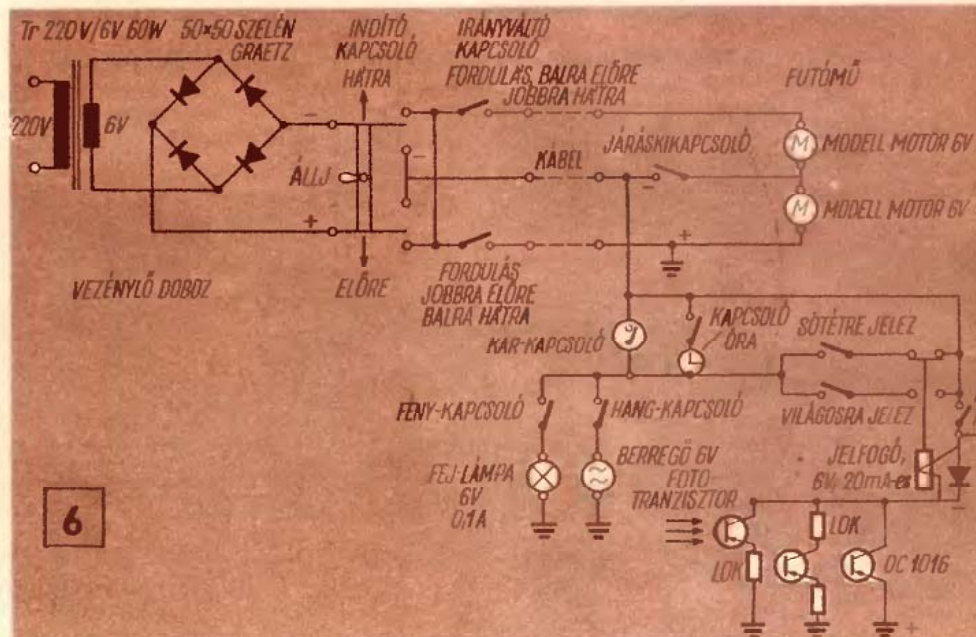 Tr 220V/6V 60W
50×50 SZELÉN
GRAETZ
INDÍTÓ
KAPCSOLÓ
HÁTRA
IRÁNYVÁLTÓ
KAPCSOLÓ
FORDULÁS, BALRA ELŐRE
JOBBRA HÁTRA
FUTÓMŰ
220V
6V
-
ÁLLJ
-
KÁBEL
JÁRÁSKIKAPCSOLÓ
-
M
MODELL MOTOR 6V
M
MODELL MOTOR 6V
+
+
VEZÉNYLŐ DOBOZ
ELŐRE
FORDULÁS
JOBBRA ELŐRE
BALRA HÁTRA
KAR-KAPCSOLÓ
KAPCSOLÓ
ÓRA
SÖTÉTRE JELEZ
FÉNY-KAPCSOLÓ
HANG-KAPCSOLÓ
VILÁGOSRA JELEZ
FEJ-LÁMPA
6V
0,1A
BERREGŐ 6V
FOTO-
TRANZISZTOR
JELFOGÓ,
6V, 20mA-es
-
6
LOK
LOK
OC 1016
+